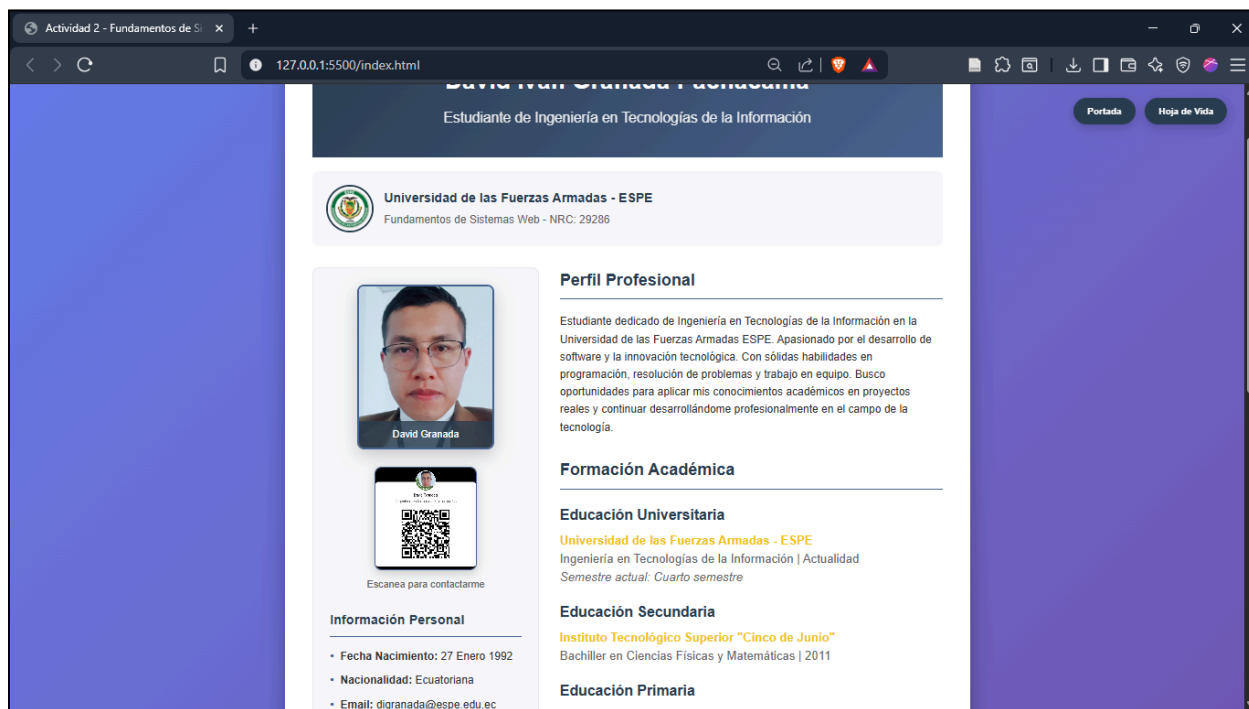 Actividad 2 - Fundamentos de Si
127.0.0.1:5500/index.html
Portada
Hoja de Vida
Estudiante de Ingeniería en Tecnologías de la Información
Universidad de las Fuerzas Armadas - ESPE
Fundamentos de Sistemas Web - NRC: 29286
David Granada
Escanea para contactarme
Información Personal
• Fecha Nacimiento: 27 Enero 1992
• Nacionalidad: Ecuatoriana
• Email: digranada@espe.edu.ec
Perfil Profesional
Estudiante dedicado de Ingeniería en Tecnologías de la Información en la
Universidad de las Fuerzas Armadas ESPE. Apasionado por el desarrollo de
software y la innovación tecnológica. Con sólidas habilidades en
programación, resolución de problemas y trabajo en equipo. Busco
oportunidades para aplicar mis conocimientos académicos en proyectos
reales y continuar desarrollándome profesionalmente en el campo de la
tecnología.
Formación Académica
Educación Universitaria
Universidad de las Fuerzas Armadas - ESPE
Ingeniería en Tecnologías de la Información | Actualidad
Semestre actual: Cuarto semestre
Educación Secundaria
Instituto Tecnológico Superior "Cinco de Junio"
Bachiller en Ciencias Físicas y Matemáticas | 2011
Educación Primaria